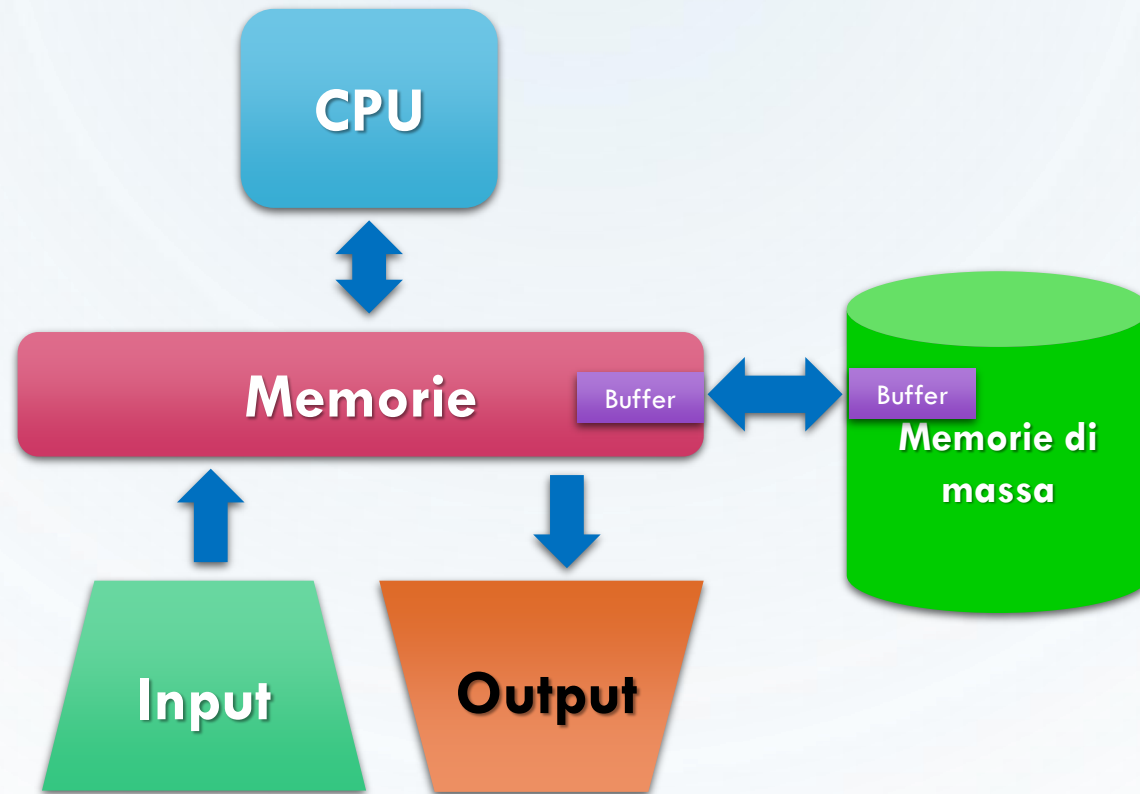 CPU
Memorie
Buffer
Buffer
Memorie di
massa
Input
Output